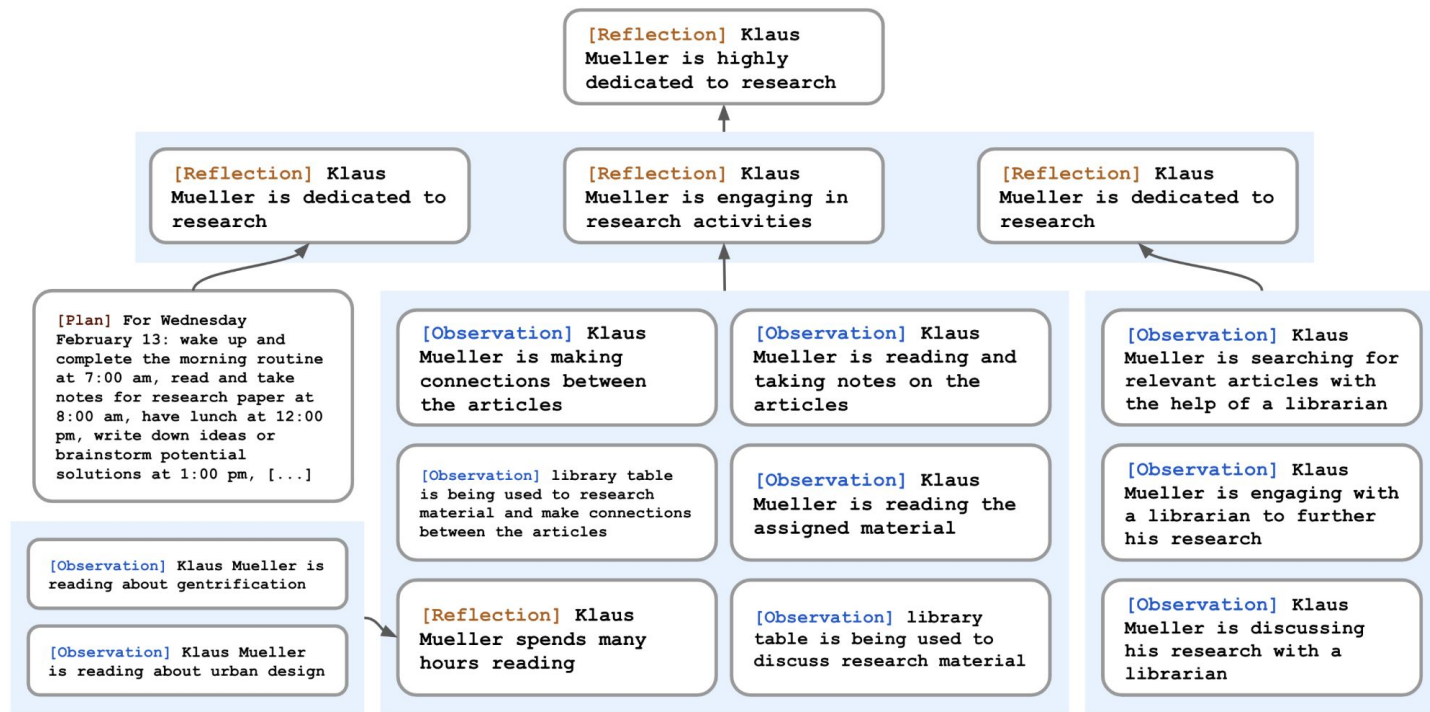 [Reflection] Klaus
Mueller is highly
dedicated to research
[Reflection] Klaus
Mueller is dedicated to
research
[Reflection] Klaus
Mueller is engaging in
research activities
[Reflection] Klaus
Mueller is dedicated to
research
[Plan] For Wednesday
February 13: wake up and
complete the morning routine
at 7:00 am, read and take
notes for research paper at
8:00 am, have lunch at 12:00
pm, write down ideas or
brainstorm potential
solutions at 1:00 pm, [...]
[Observation] Klaus Mueller is
reading about gentrification
[Observation] Klaus Mueller
is reading about urban design
[Observation] Klaus
Mueller is making
connections between
the articles
[Observation] Klaus
Mueller is reading and
taking notes on the
articles
[Observation] library table
is being used to research
material and make connections
between the articles
[Observation] Klaus
Mueller is reading the
assigned material
[Reflection] Klaus
Mueller spends many
hours reading
[Observation] library
table is being used to
discuss research material
[Observation] Klaus
Mueller is searching for
relevant articles with
the help of a librarian
[Observation] Klaus
Mueller is engaging with
a librarian to further
his research
[Observation] Klaus
Mueller is discussing
his research with a
librarian